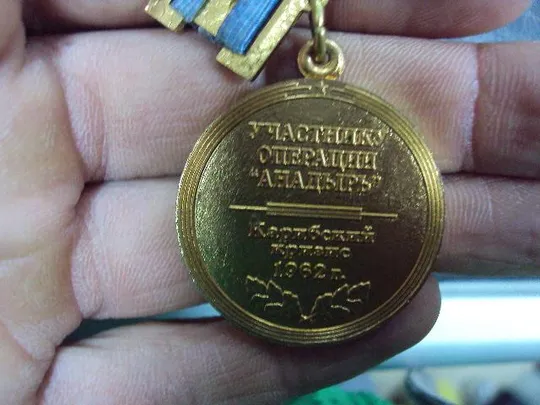 УЧАСТНИКУ
ОПЕРАЦИИ
"АНАДЫРЬ"
Карибский
кризис
1962 г.